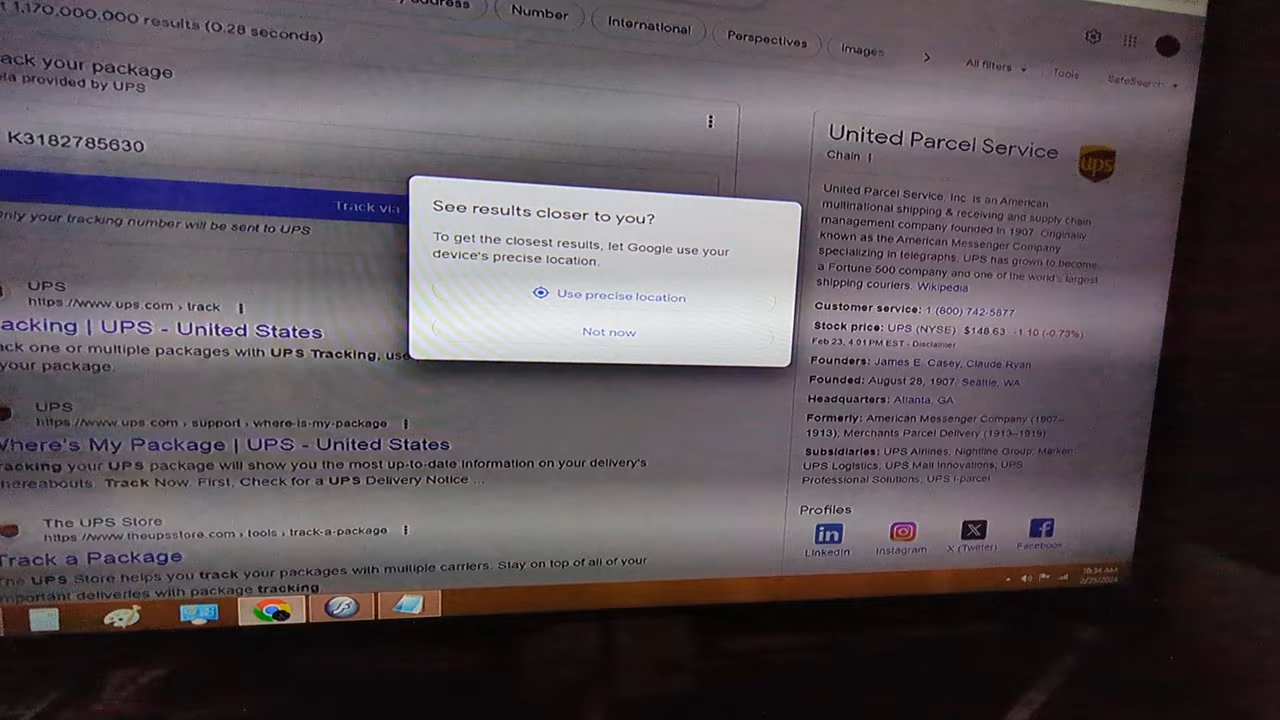 1,170,000,000 results (0.28 seconds)
Number
International
Perspectives
Images
All filters
Tools
SafeSearch
ack your package
ata provided by UPS
K3182785630
Track via
only your tracking number will be sent to UPS
See results closer to you?
To get the closest results, let Google use your
device's precise location.
Use precise location
Not now
UPS
https://www.ups.com › track
acking | UPS - United States
ack one or multiple packages with UPS Tracking, use
your package.
UPS
https://www.ups.com › support › where-is-my-package
Where's My Package | UPS - United States
racking your UPS package will show you the most up-to-date information on your delivery's
hereabouts. Track Now. First, Check for a UPS Delivery Notice ...
The UPS Store
https://www.theupsstore.com › tools › track-a-package
Track a Package
The UPS Store helps you track your packages with multiple carriers. Stay on top of all of your
important deliveries with package tracking
United Parcel Service
Chain
ups
United Parcel Service, Inc. is an American
multinational shipping & receiving and supply chain
management company founded in 1907. Originally
known as the American Messenger Company
specializing in telegraphs, UPS has grown to become
a Fortune 500 company and one of the world's largest
shipping couriers. Wikipedia
Customer service: 1 (800) 742-5877
Stock price: UPS (NYSE) $148.63 -1.10 (-0.73%)
Feb 23, 4:01 PM EST - Disclaimer
Founders: James E. Casey, Claude Ryan
Founded: August 28, 1907, Seattle, WA
Headquarters: Atlanta, GA
Formerly: American Messenger Company (1907–
1913); Merchants Parcel Delivery (1913–1919)
Subsidiaries: UPS Airlines, Nightline Group, Marken,
UPS Logistics, UPS Mail Innovations, UPS
Professional Solutions, UPS i-parcel
Profiles
LinkedIn
Instagram
X (Twitter)
Facebook
10:34 AM